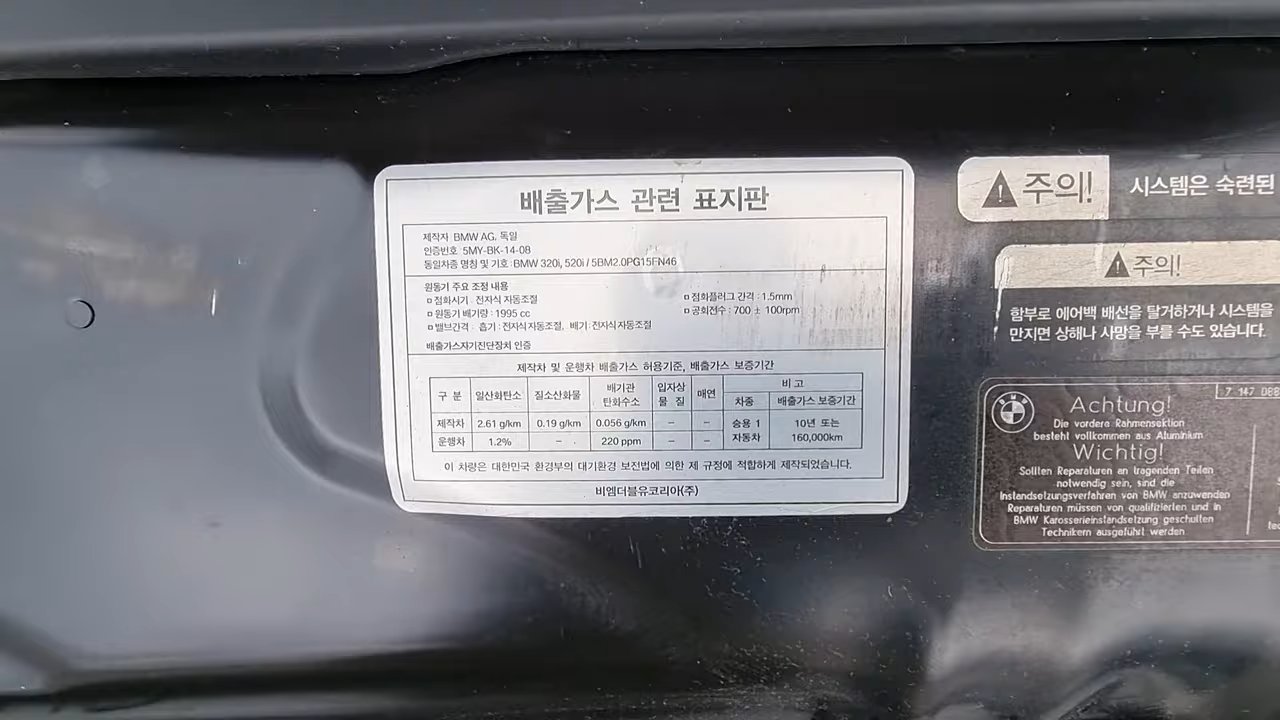 배출가스 관련 표지판
제작자 : BMW AG, 독일
인증번호 : 5MY-BK-14-08
동일차종 명칭 및 기호 : BMW 320i, 520i / 5BM2.0PG15FN46
원동기 주요 조정 내용
점화시기 : 전자식 자동조절
점화플러그 간격 : 1.5mm
원동기 배기량 : 1995 cc
공회전수 : 700 ± 100rpm
밸브간격 : 흡기 : 전자식 자동조절, 배기 : 전자식 자동조절
배출가스자기진단장치 인증
제작차 및 운행차 배출가스 허용기준, 배출가스 보증기간
구 분 일산화탄소 질소산화물 배기관 탄화수소 입자상 물 질 매연 비 고
차종 배출가스 보증기간
제작차 2.61 g/km 0.19 g/km 0.056 g/km – – 승용 1 자동차 10년 또는 160,000km
운행차 1.2% – 220 ppm – –
이 차량은 대한민국 환경부의 대기환경 보전법에 의한 제 규정에 적합하게 제작되었습니다.
비엠더블유코리아(주)
주의!
시스템은 숙련된
주의!
함부로 에어백 배선을 탈거하거나 시스템을
만지면 상해나 사망을 부를 수도 있습니다.
BMW
7 147 088
Achtung!
Die vordere Rahmensektion
besteht vollkommen aus Aluminium
Wichtig!
Sollten Reparaturen an tragenden Teilen
notwendig sein, sind die
Instandsetzungsverfahren von BMW anzuwenden
Reparaturen müssen von qualifizierten und in
BMW Karosserieinstandsetzung geschulten
Technikern ausgeführt werden